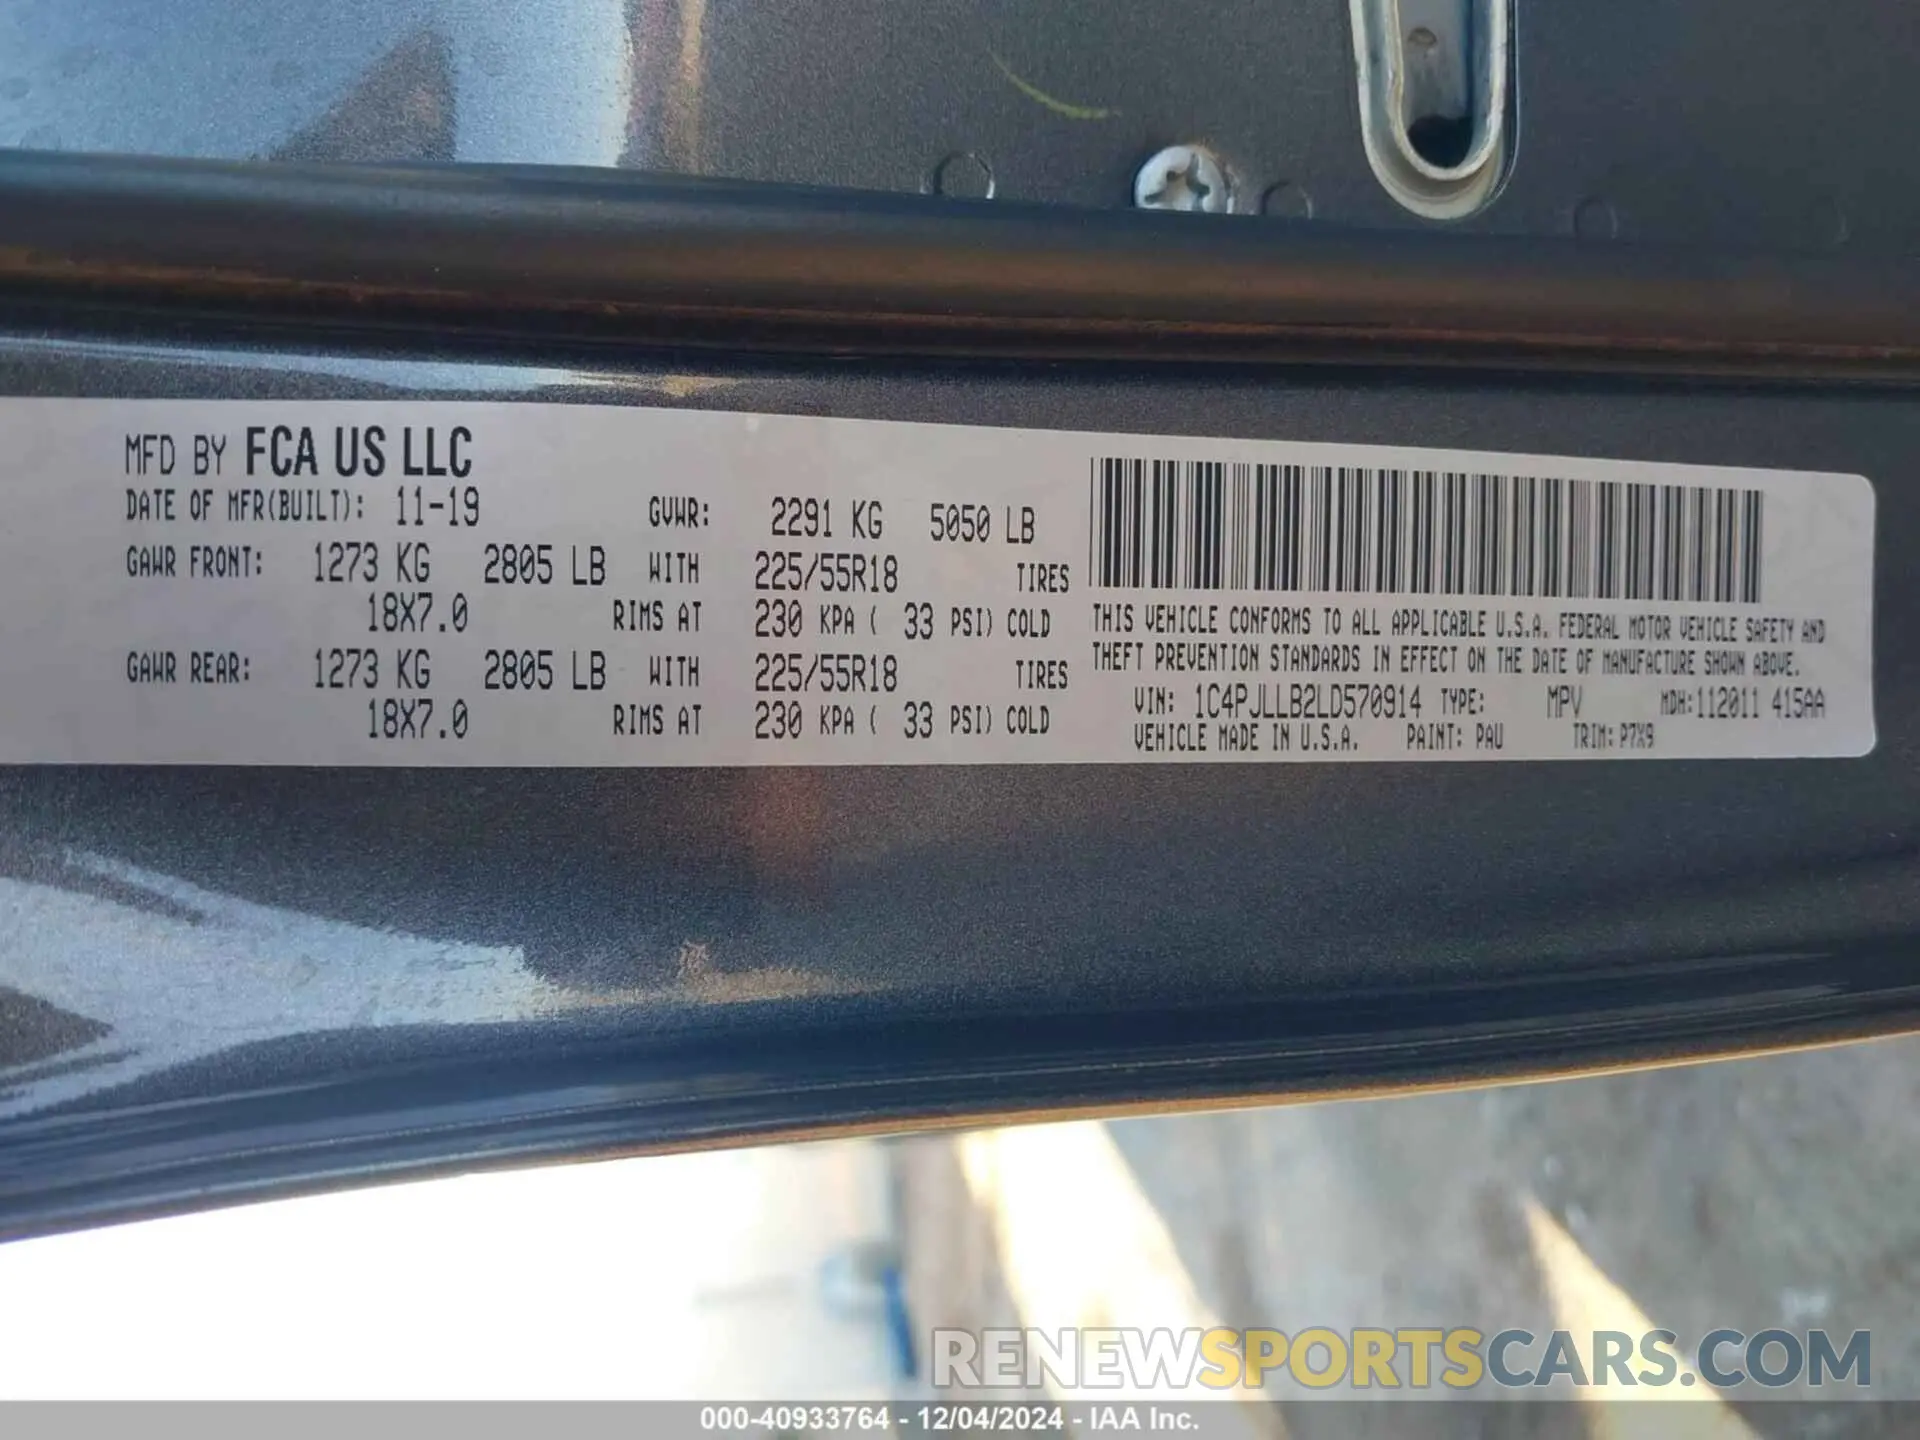 MFD BY FCA US LLC
DATE OF MFR(BUILT): 11-19 GVWR: 2291 KG 5050 LB
GAWR FRONT: 1273 KG 2805 LB WITH 225/55R18 TIRES
18X7.0 RIMS AT 230 KPA ( 33 PSI) COLD
GAWR REAR: 1273 KG 2805 LB WITH 225/55R18 TIRES
18X7.0 RIMS AT 230 KPA ( 33 PSI) COLD
THIS VEHICLE CONFORMS TO ALL APPLICABLE U.S.A. FEDERAL MOTOR VEHICLE SAFETY AND
THEFT PREVENTION STANDARDS IN EFFECT ON THE DATE OF MANUFACTURE SHOWN ABOVE.
VIN: 1C4PJLLB2LD570914 TYPE: MPV MDH:112011 415AA
VEHICLE MADE IN U.S.A. PAINT: PAU TRIM: P7X9
RENEWSPORTSCARS.COM
000-40933764 - 12/04/2024 - IAA Inc.